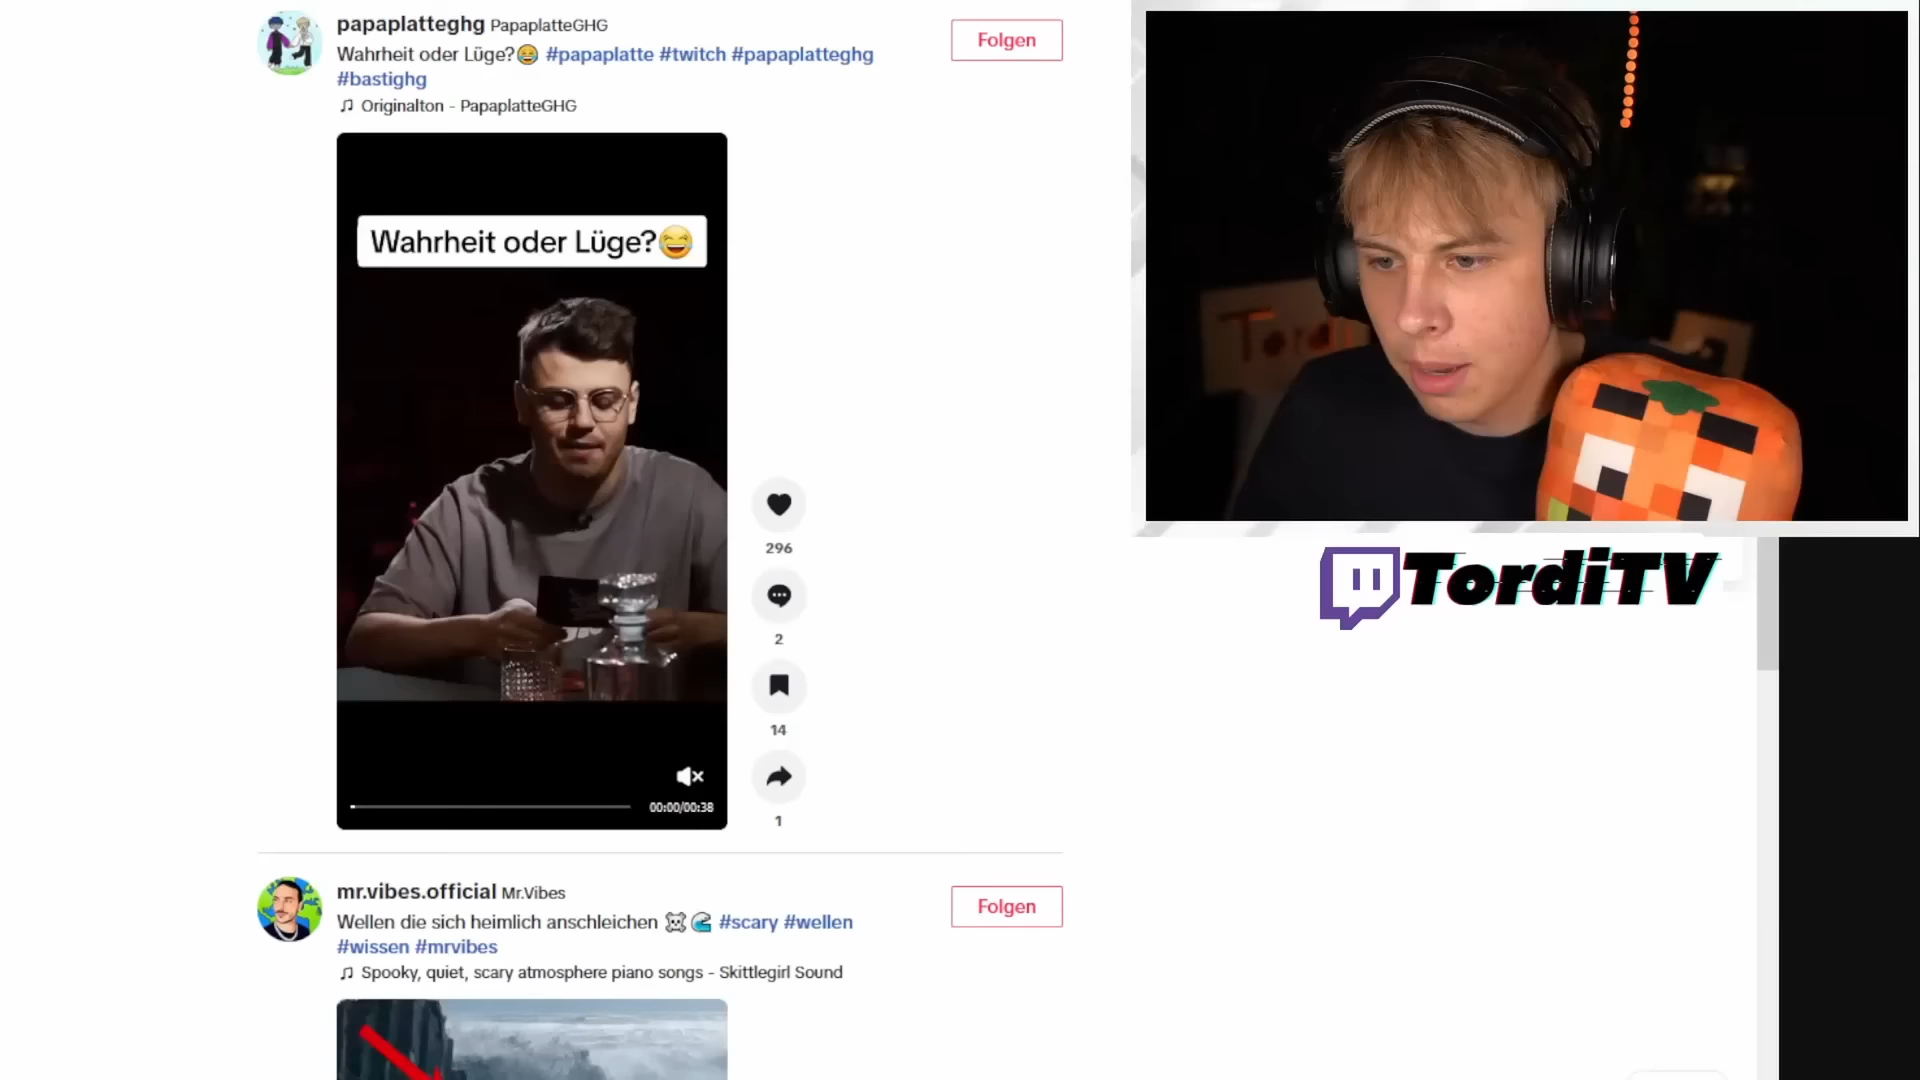 papaplatteghg PapaplatteGHG
Wahrheit oder Lüge?😂 #papaplatte #twitch #papaplatteghg
#bastighg
♫ Originalton - PapaplatteGHG
Folgen
Wahrheit oder Lüge?😂
296
2
14
00:00/00:38
1
TordiTV
mr.vibes.official Mr.Vibes
Wellen die sich heimlich anschleichen ☠️🌊 #scary #wellen
#wissen #mrvibes
♫ Spooky, quiet, scary atmosphere piano songs - Skittlegirl Sound
Folgen